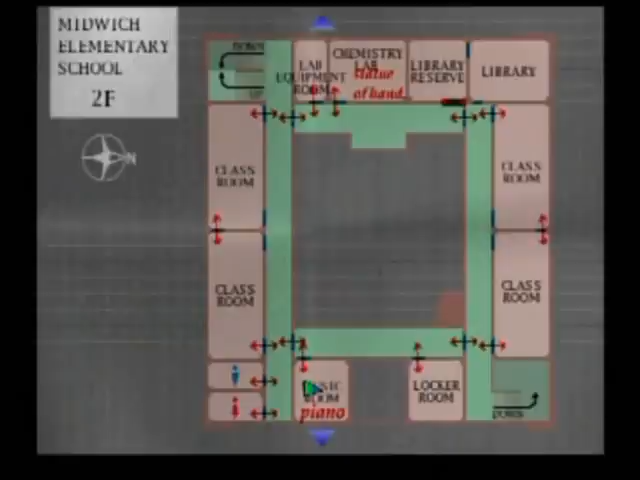 MIDWICH
ELEMENTARY
SCHOOL
2F
N
DOWN
UP
LAB
EQUIPMENT
ROOM
CHEMISTRY
LAB
statue
of hand
LIBRARY
RESERVE
LIBRARY
CLASS
ROOM
CLASS
ROOM
CLASS
ROOM
CLASS
ROOM
MUSIC
ROOM
piano
LOCKER
ROOM
DOWN